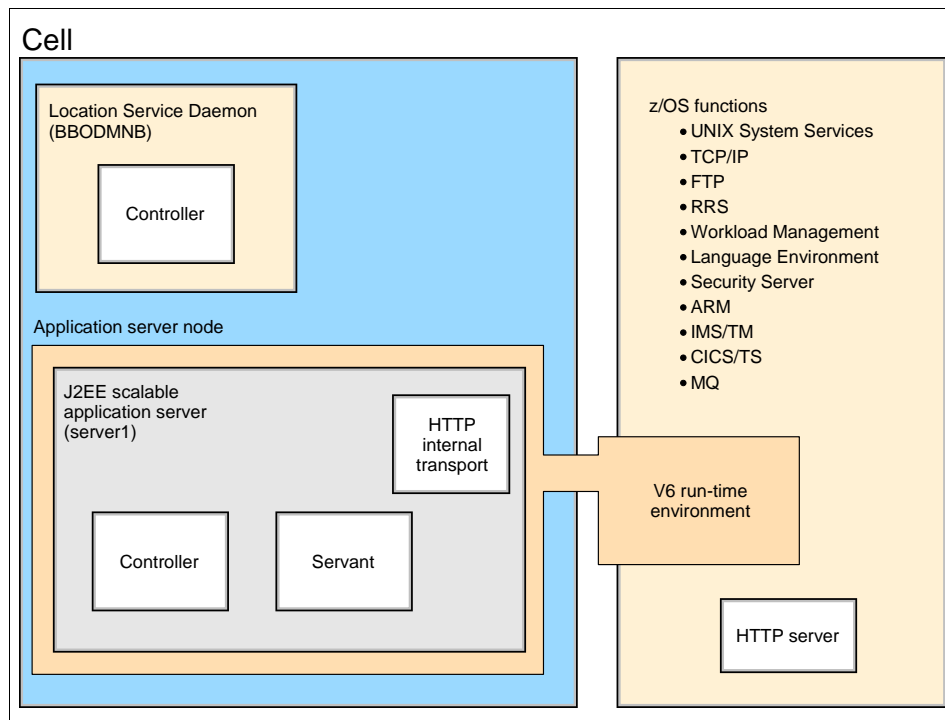 Cell
Location Service Daemon
(BBODMNB)
Controller
Application server node
J2EE scalable
application server
(server1)
HTTP
internal
transport
Controller
Servant
z/OS functions
• UNIX System Services
• TCP/IP
• FTP
• RRS
• Workload Management
• Language Environment
• Security Server
• ARM
• IMS/TM
• CICS/TS
• MQ
V6 run-time
environment
HTTP server